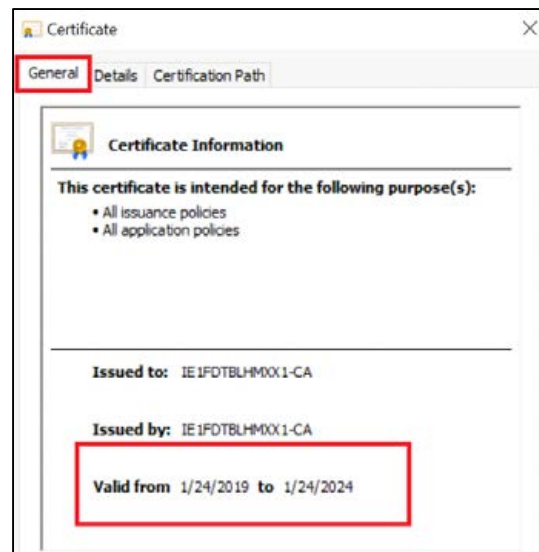 Certificate
General Details Certification Path
Certificate Information
This certificate is intended for the following purpose(s):
• All issuance policies
• All application policies
Issued to: IE1FDTBLHMXX1-CA
Issued by: IE1FDTBLHMXX1-CA
Valid from 1/24/2019 to 1/24/2024